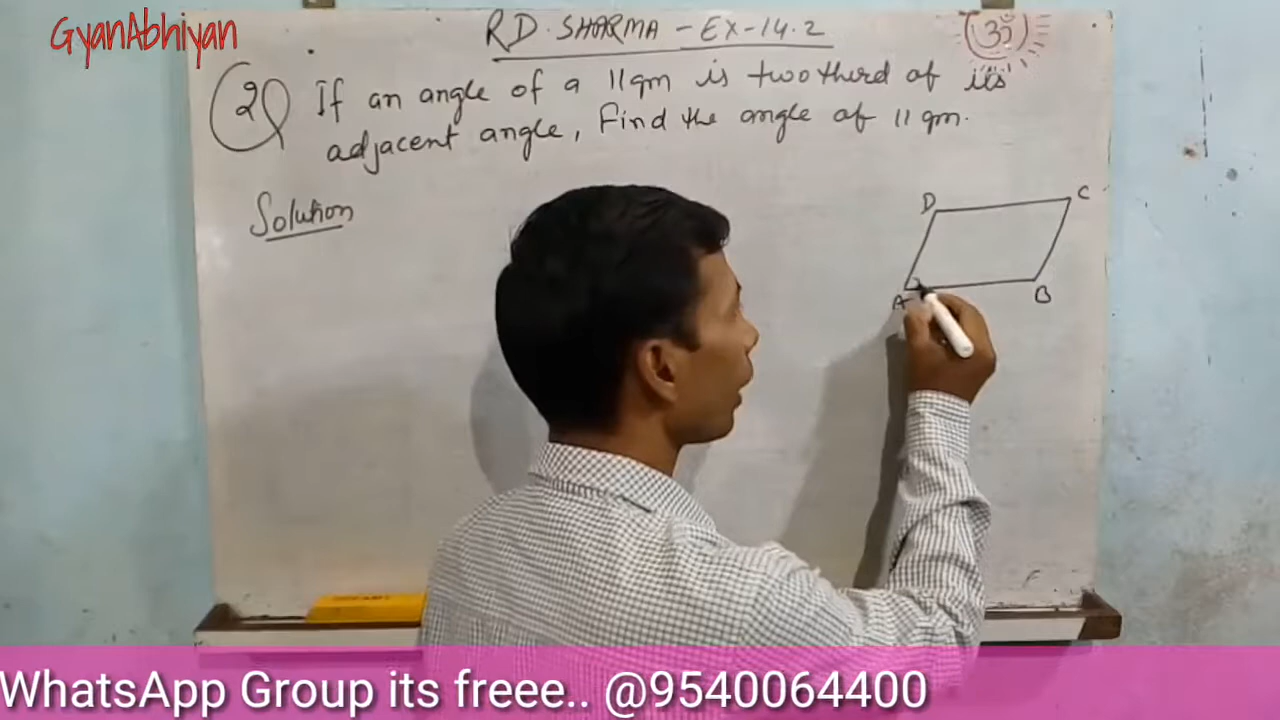 GyanAbhiyan
RD. SHARMA - EX-14.2
ॐ
2 If an angle of a ||gm is two third of its
adjacent angle, Find the angle of ||gm.
Solution
D C
A B
WhatsApp Group its freee.. @9540064400